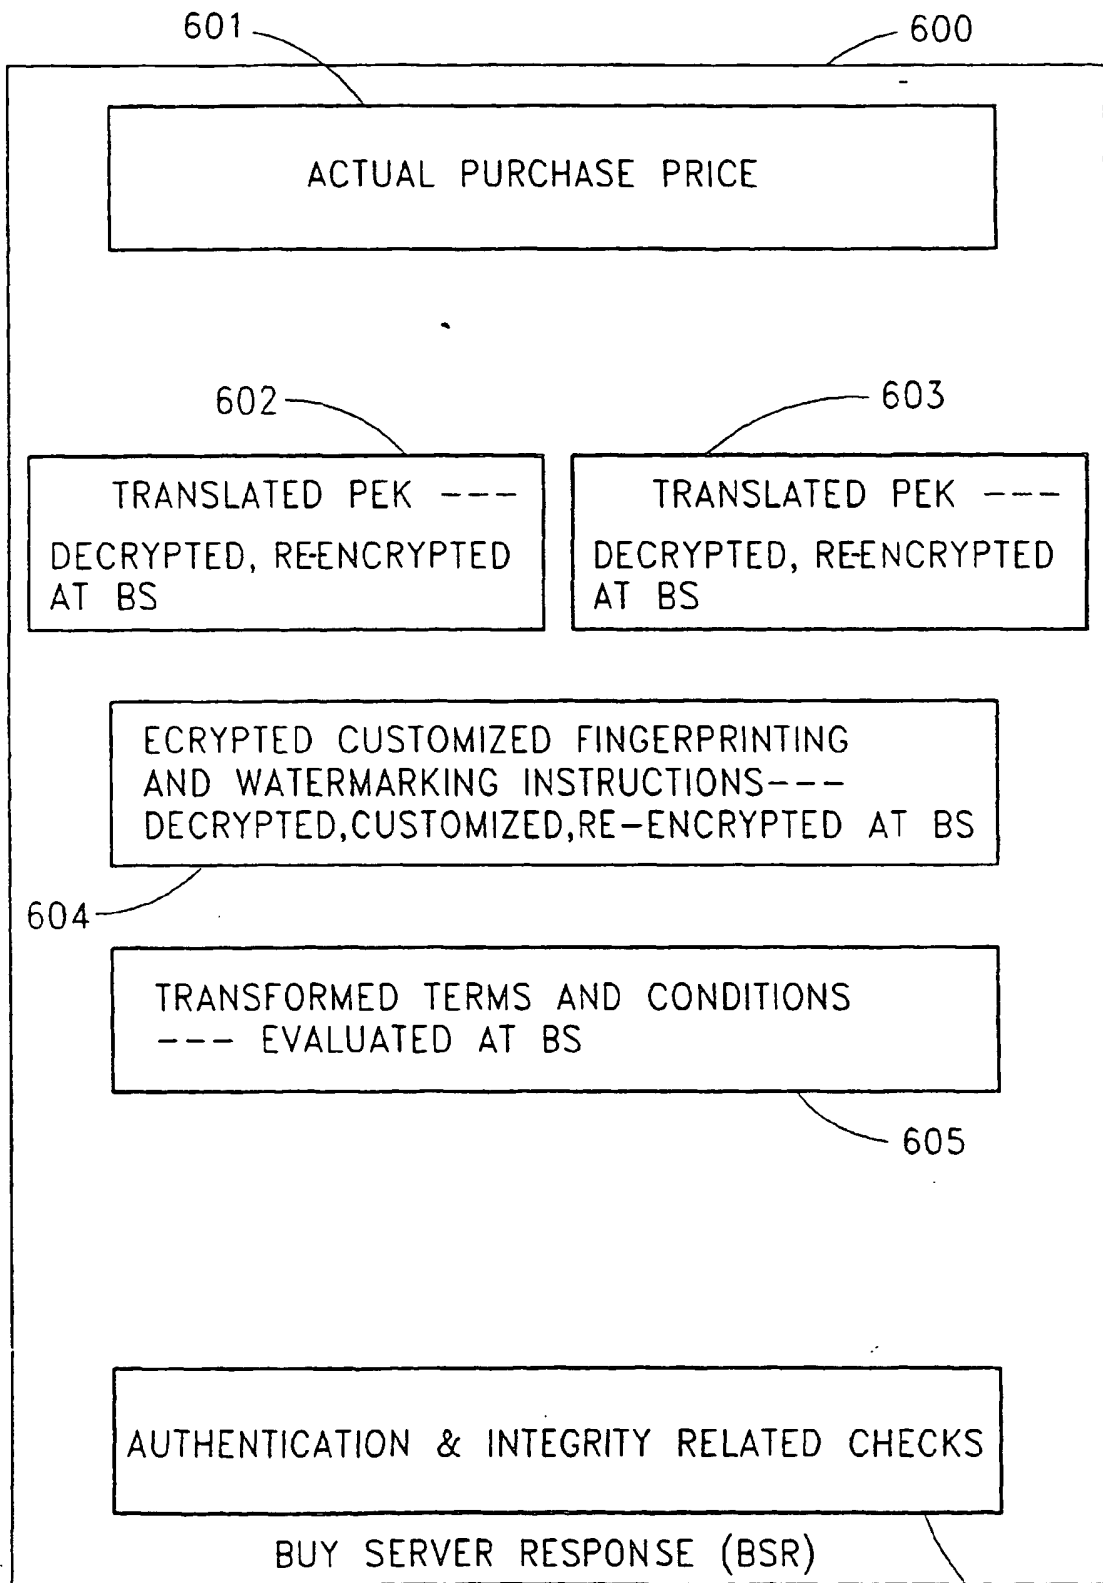 601
600
ACTUAL PURCHASE PRICE
602
603
TRANSLATED PEK ---
DECRYPTED, RE-ENCRYPTED
AT BS
TRANSLATED PEK ---
DECRYPTED, RE-ENCRYPTED
AT BS
ECRYPTED CUSTOMIZED FINGERPRINTING
AND WATERMARKING INSTRUCTIONS---
DECRYPTED,CUSTOMIZED,RE-ENCRYPTED AT BS
604
TRANSFORMED TERMS AND CONDITIONS
--- EVALUATED AT BS
605
AUTHENTICATION & INTEGRITY RELATED CHECKS
BUY SERVER RESPONSE (BSR)